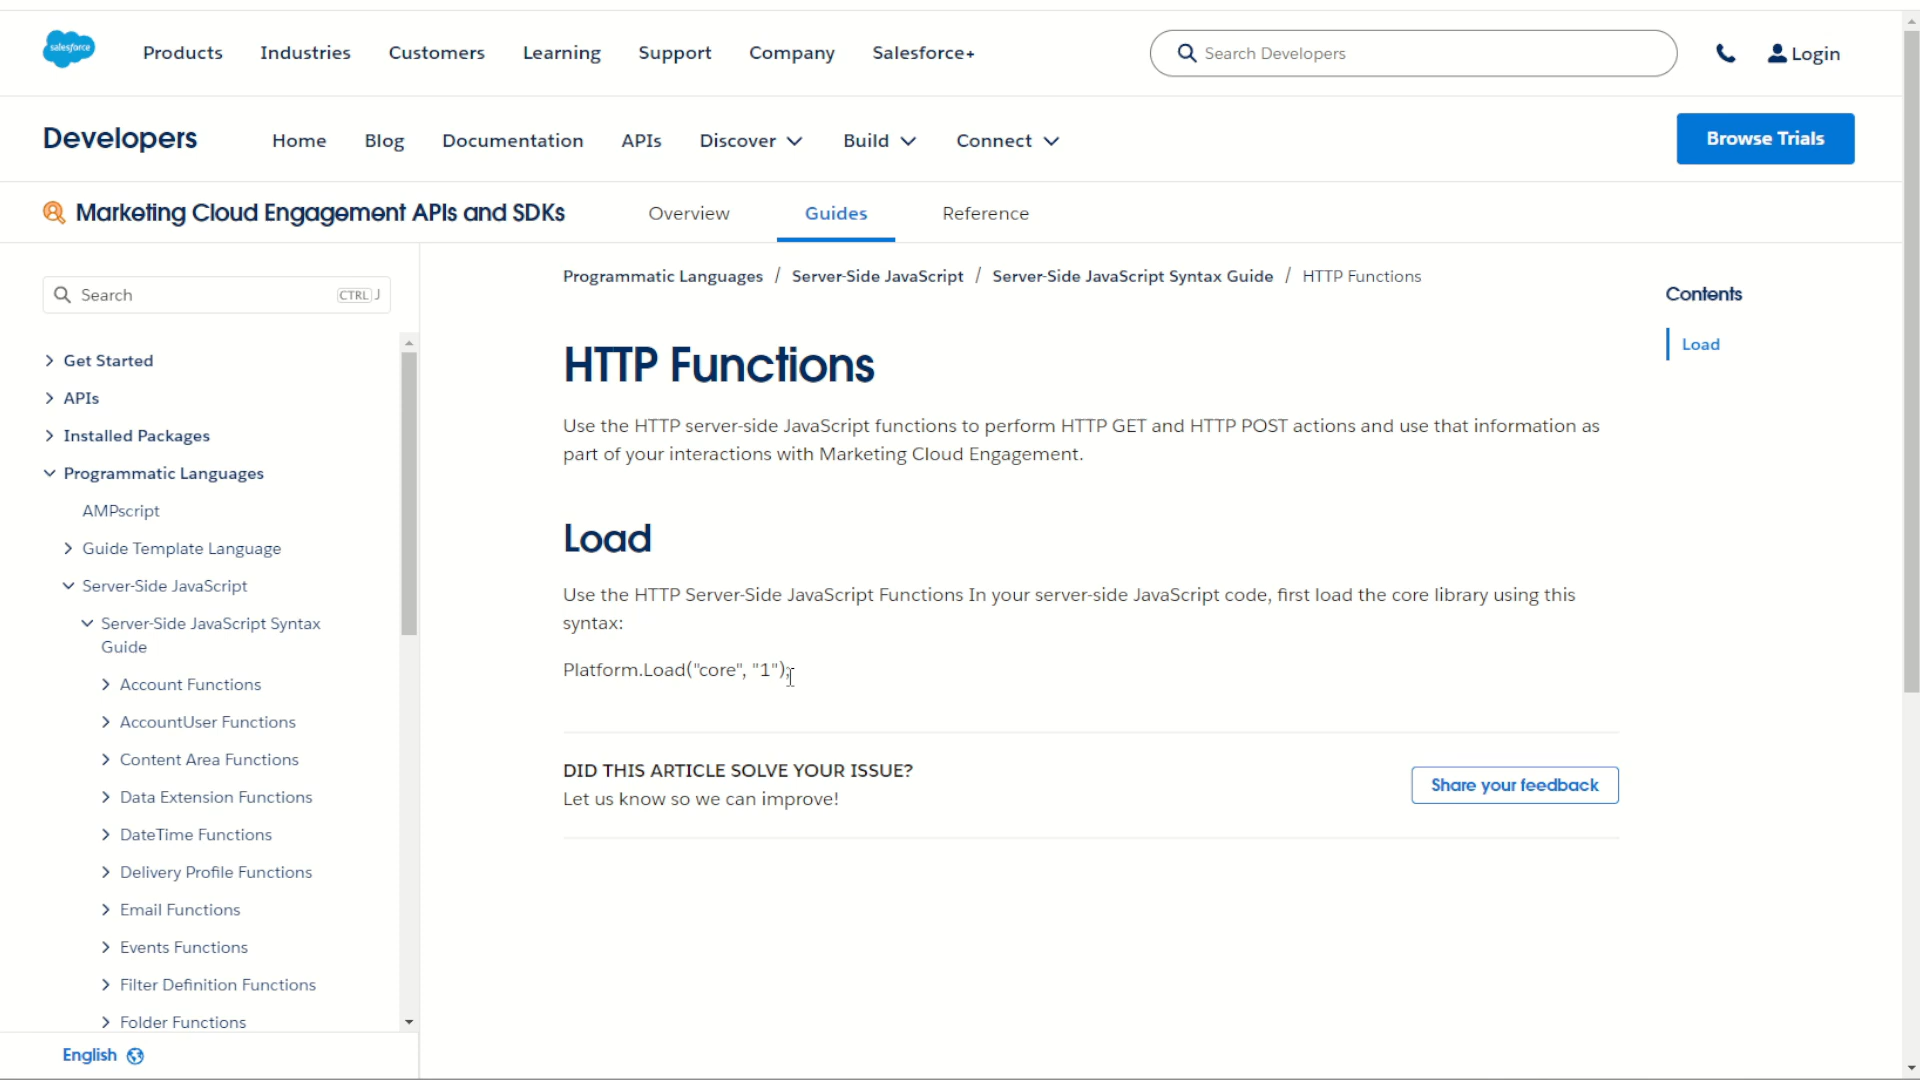 salesforce
Products Industries Customers Learning Support Company Salesforce+
Search Developers
Login
Developers
Home Blog Documentation APIs Discover Build Connect
Browse Trials
Marketing Cloud Engagement APIs and SDKs
Overview Guides Reference
Search CTRL J
Get Started
APIs
Installed Packages
Programmatic Languages
AMPscript
Guide Template Language
Server-Side JavaScript
Server-Side JavaScript Syntax
Guide
Account Functions
AccountUser Functions
Content Area Functions
Data Extension Functions
DateTime Functions
Delivery Profile Functions
Email Functions
Events Functions
Filter Definition Functions
Folder Functions
English
Programmatic Languages / Server-Side JavaScript / Server-Side JavaScript Syntax Guide / HTTP Functions
HTTP Functions
Use the HTTP server-side JavaScript functions to perform HTTP GET and HTTP POST actions and use that information as
part of your interactions with Marketing Cloud Engagement.
Load
Use the HTTP Server-Side JavaScript Functions In your server-side JavaScript code, first load the core library using this
syntax:
Platform.Load("core", "1");
DID THIS ARTICLE SOLVE YOUR ISSUE?
Let us know so we can improve!
Share your feedback
Contents
Load